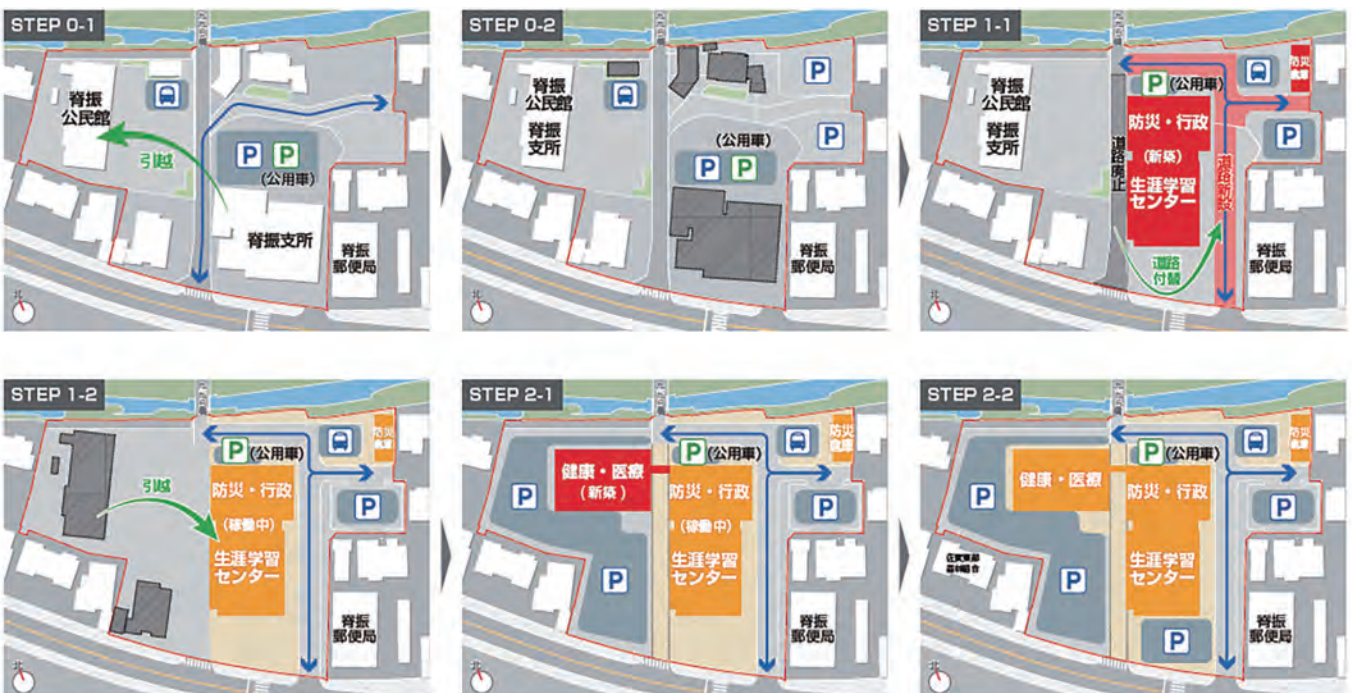 STEP 0-1
脊振
公民館
引越
P P
(公用車)
脊振支所
脊振
郵便局
北
STEP 0-2
脊振
公民館
脊振
支所
P
(公用車)
P
P P
脊振
郵便局
北
STEP 1-1
脊振
公民館
脊振
支所
道路廃止
P (公用車)
防災・行政
(新築)
生涯学習
センター
道路新設
道路
付替
防災
倉庫
P
脊振
郵便局
北
STEP 1-2
引越
P (公用車)
防災・行政
(稼働中)
生涯学習
センター
防災
倉庫
P
脊振
郵便局
北
STEP 2-1
健康・医療
(新築)
P
P
P (公用車)
防災・行政
(稼働中)
生涯学習
センター
防災
倉庫
P
脊振
郵便局
北
STEP 2-2
健康・医療
P
P
P (公用車)
防災・行政
生涯学習
センター
防災
倉庫
P
P
脊振
郵便局
北